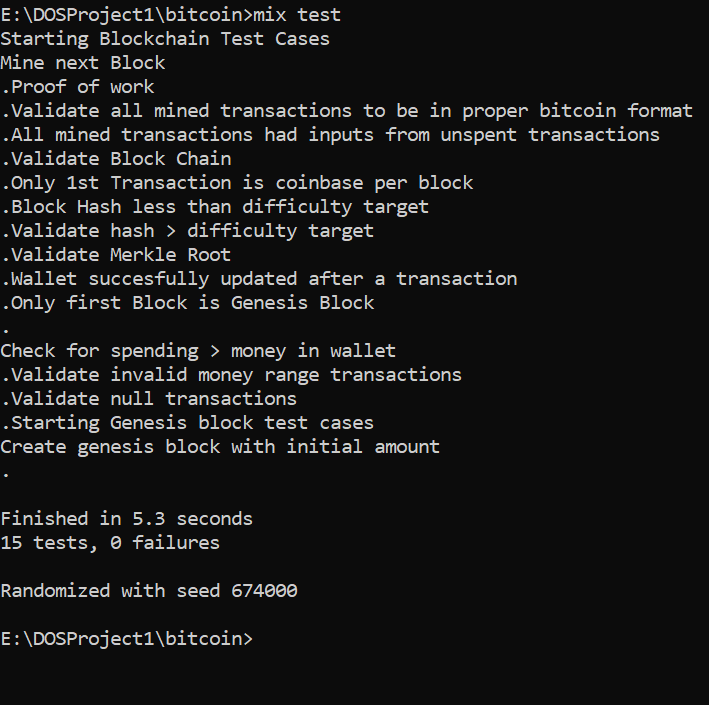 E:\DOSProject1\bitcoin>mix test
Starting Blockchain Test Cases
Mine next Block
.Proof of work
.Validate all mined transactions to be in proper bitcoin format
.All mined transactions had inputs from unspent transactions
.Validate Block Chain
.Only 1st Transaction is coinbase per block
.Block Hash less than difficulty target
.Validate hash > difficulty target
.Validate Merkle Root
.Wallet succesfully updated after a transaction
.Only first Block is Genesis Block
.
Check for spending > money in wallet
.Validate invalid money range transactions
.Validate null transactions
.Starting Genesis block test cases
Create genesis block with initial amount
.
Finished in 5.3 seconds
15 tests, 0 failures
Randomized with seed 674000
E:\DOSProject1\bitcoin>